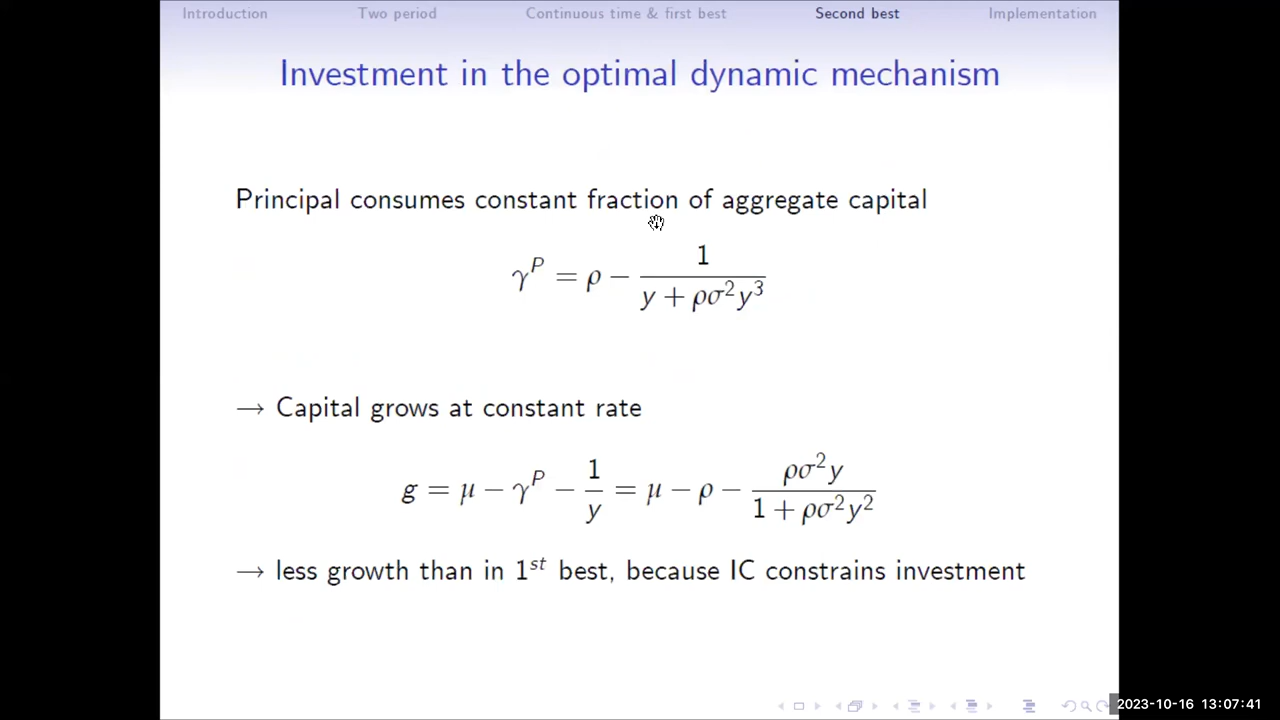 Introduction Two period Continuous time & first best Second best Implementation
Investment in the optimal dynamic mechanism
Principal consumes constant fraction of aggregate capital
γ^P = ρ − 1 / (y + ρσ²y³)
→ Capital grows at constant rate
g = μ − γ^P − 1/y = μ − ρ − ρσ²y / (1 + ρσ²y²)
→ less growth than in 1^st best, because IC constrains investment
2023-10-16 13:07:41